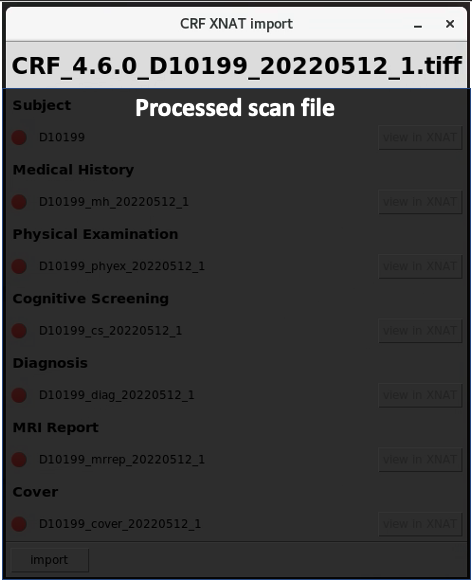 CRF XNAT import
CRF_4.6.0_D10199_20220512_1.tiff
Processed scan file
Subject
D10199 view in XNAT
Medical History
D10199_mh_20220512_1 view in XNAT
Physical Examination
D10199_phyex_20220512_1 view in XNAT
Cognitive Screening
D10199_cs_20220512_1 view in XNAT
Diagnosis
D10199_diag_20220512_1 view in XNAT
MRI Report
D10199_mrrep_20220512_1 view in XNAT
Cover
D10199_cover_20220512_1 view in XNAT
import